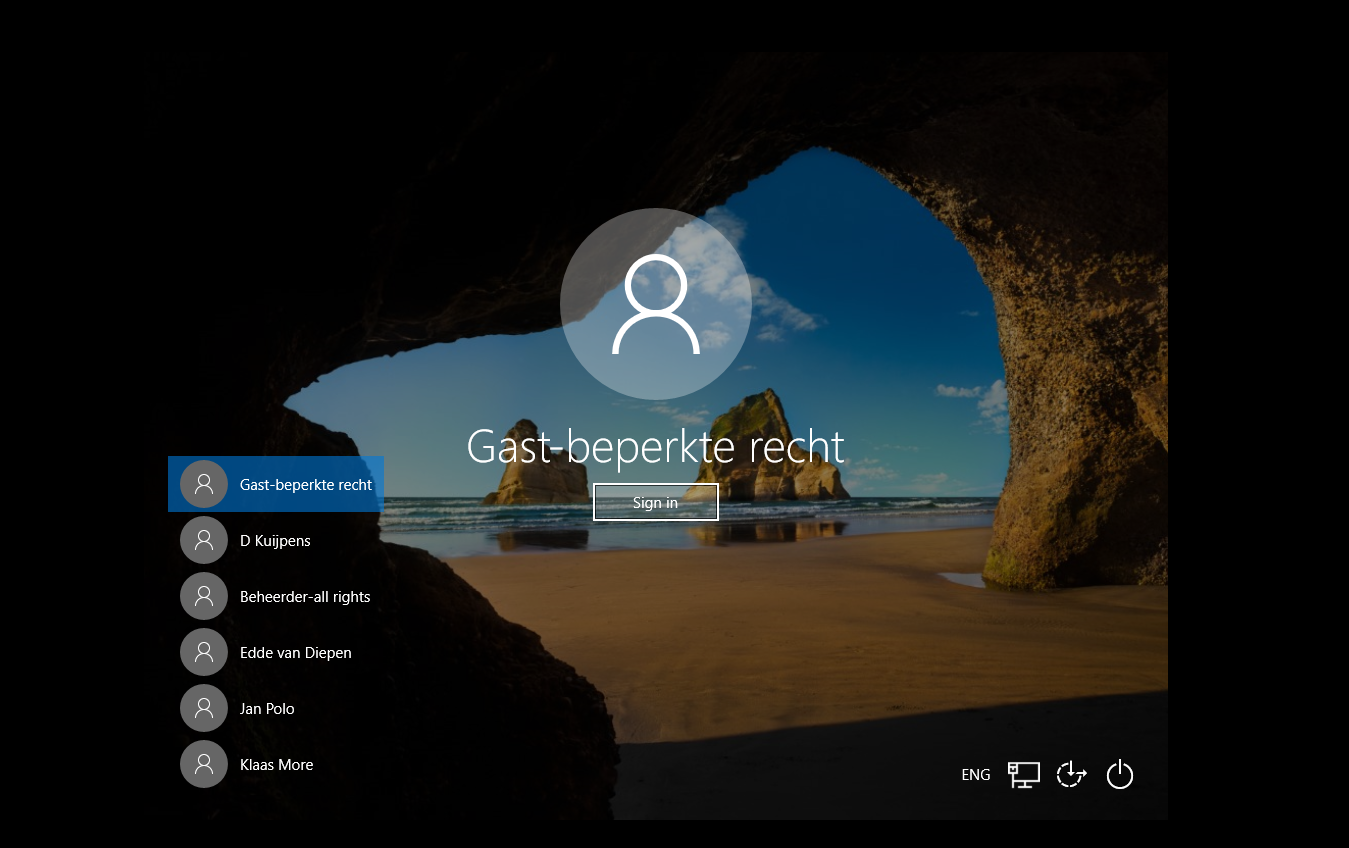 Gast-beperkte recht
Sign in
Gast-beperkte recht
D Kuijpens
Beheerder-all rights
Edde van Diepen
Jan Polo
Klaas More
ENG